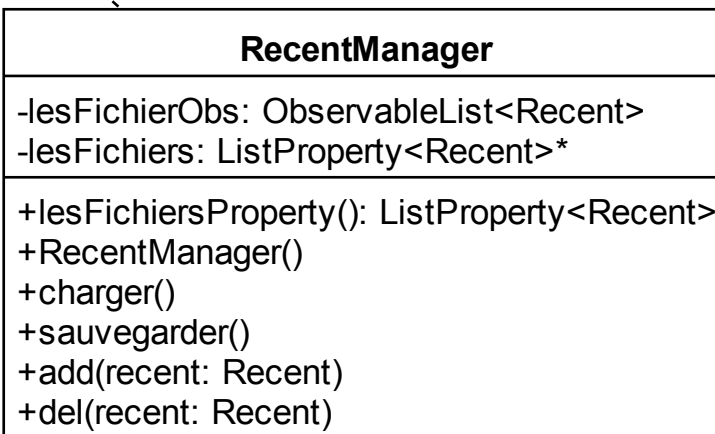 RecentManager
-lesFichierObs: ObservableList<Recent>
-lesFichiers: ListProperty<Recent>*
+lesFichiersProperty(): ListProperty<Recent>
+RecentManager()
+charger()
+sauvegarder()
+add(recent: Recent)
+del(recent: Recent)